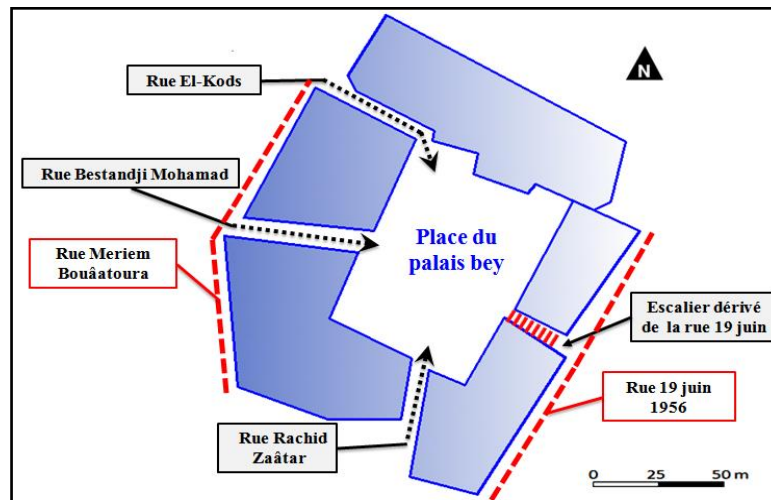 N
Rue El-Kods
Rue Bestandji Mohamad
Rue Meriem
Bouâatoura
Place du
palais bey
Escalier dérivé
de la rue 19 juin
Rue 19 juin
1956
Rue Rachid
Zaâtar
0 25 50 m